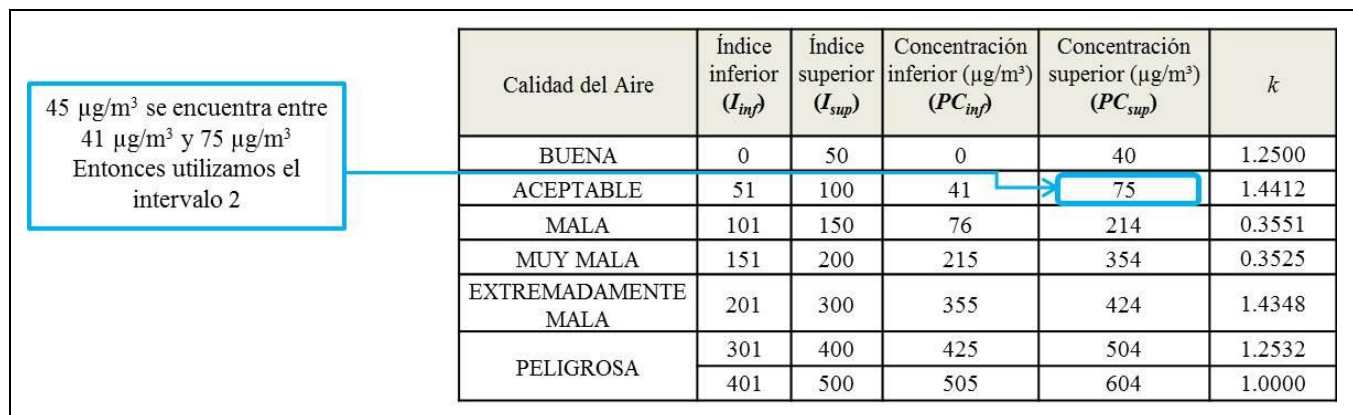 45 µg/m³ se encuentra entre
41 µg/m³ y 75 µg/m³
Entonces utilizamos el
intervalo 2
Calidad del Aire
Índice
inferior
(I_inf)
Índice
superior
(I_sup)
Concentración
inferior (µg/m³)
(PC_inf)
Concentración
superior (µg/m³)
(PC_sup)
k
BUENA 0 50 0 40 1.2500
ACEPTABLE 51 100 41 75 1.4412
MALA 101 150 76 214 0.3551
MUY MALA 151 200 215 354 0.3525
EXTREMADAMENTE
MALA 201 300 355 424 1.4348
PELIGROSA
301 400 425 504 1.2532
401 500 505 604 1.0000